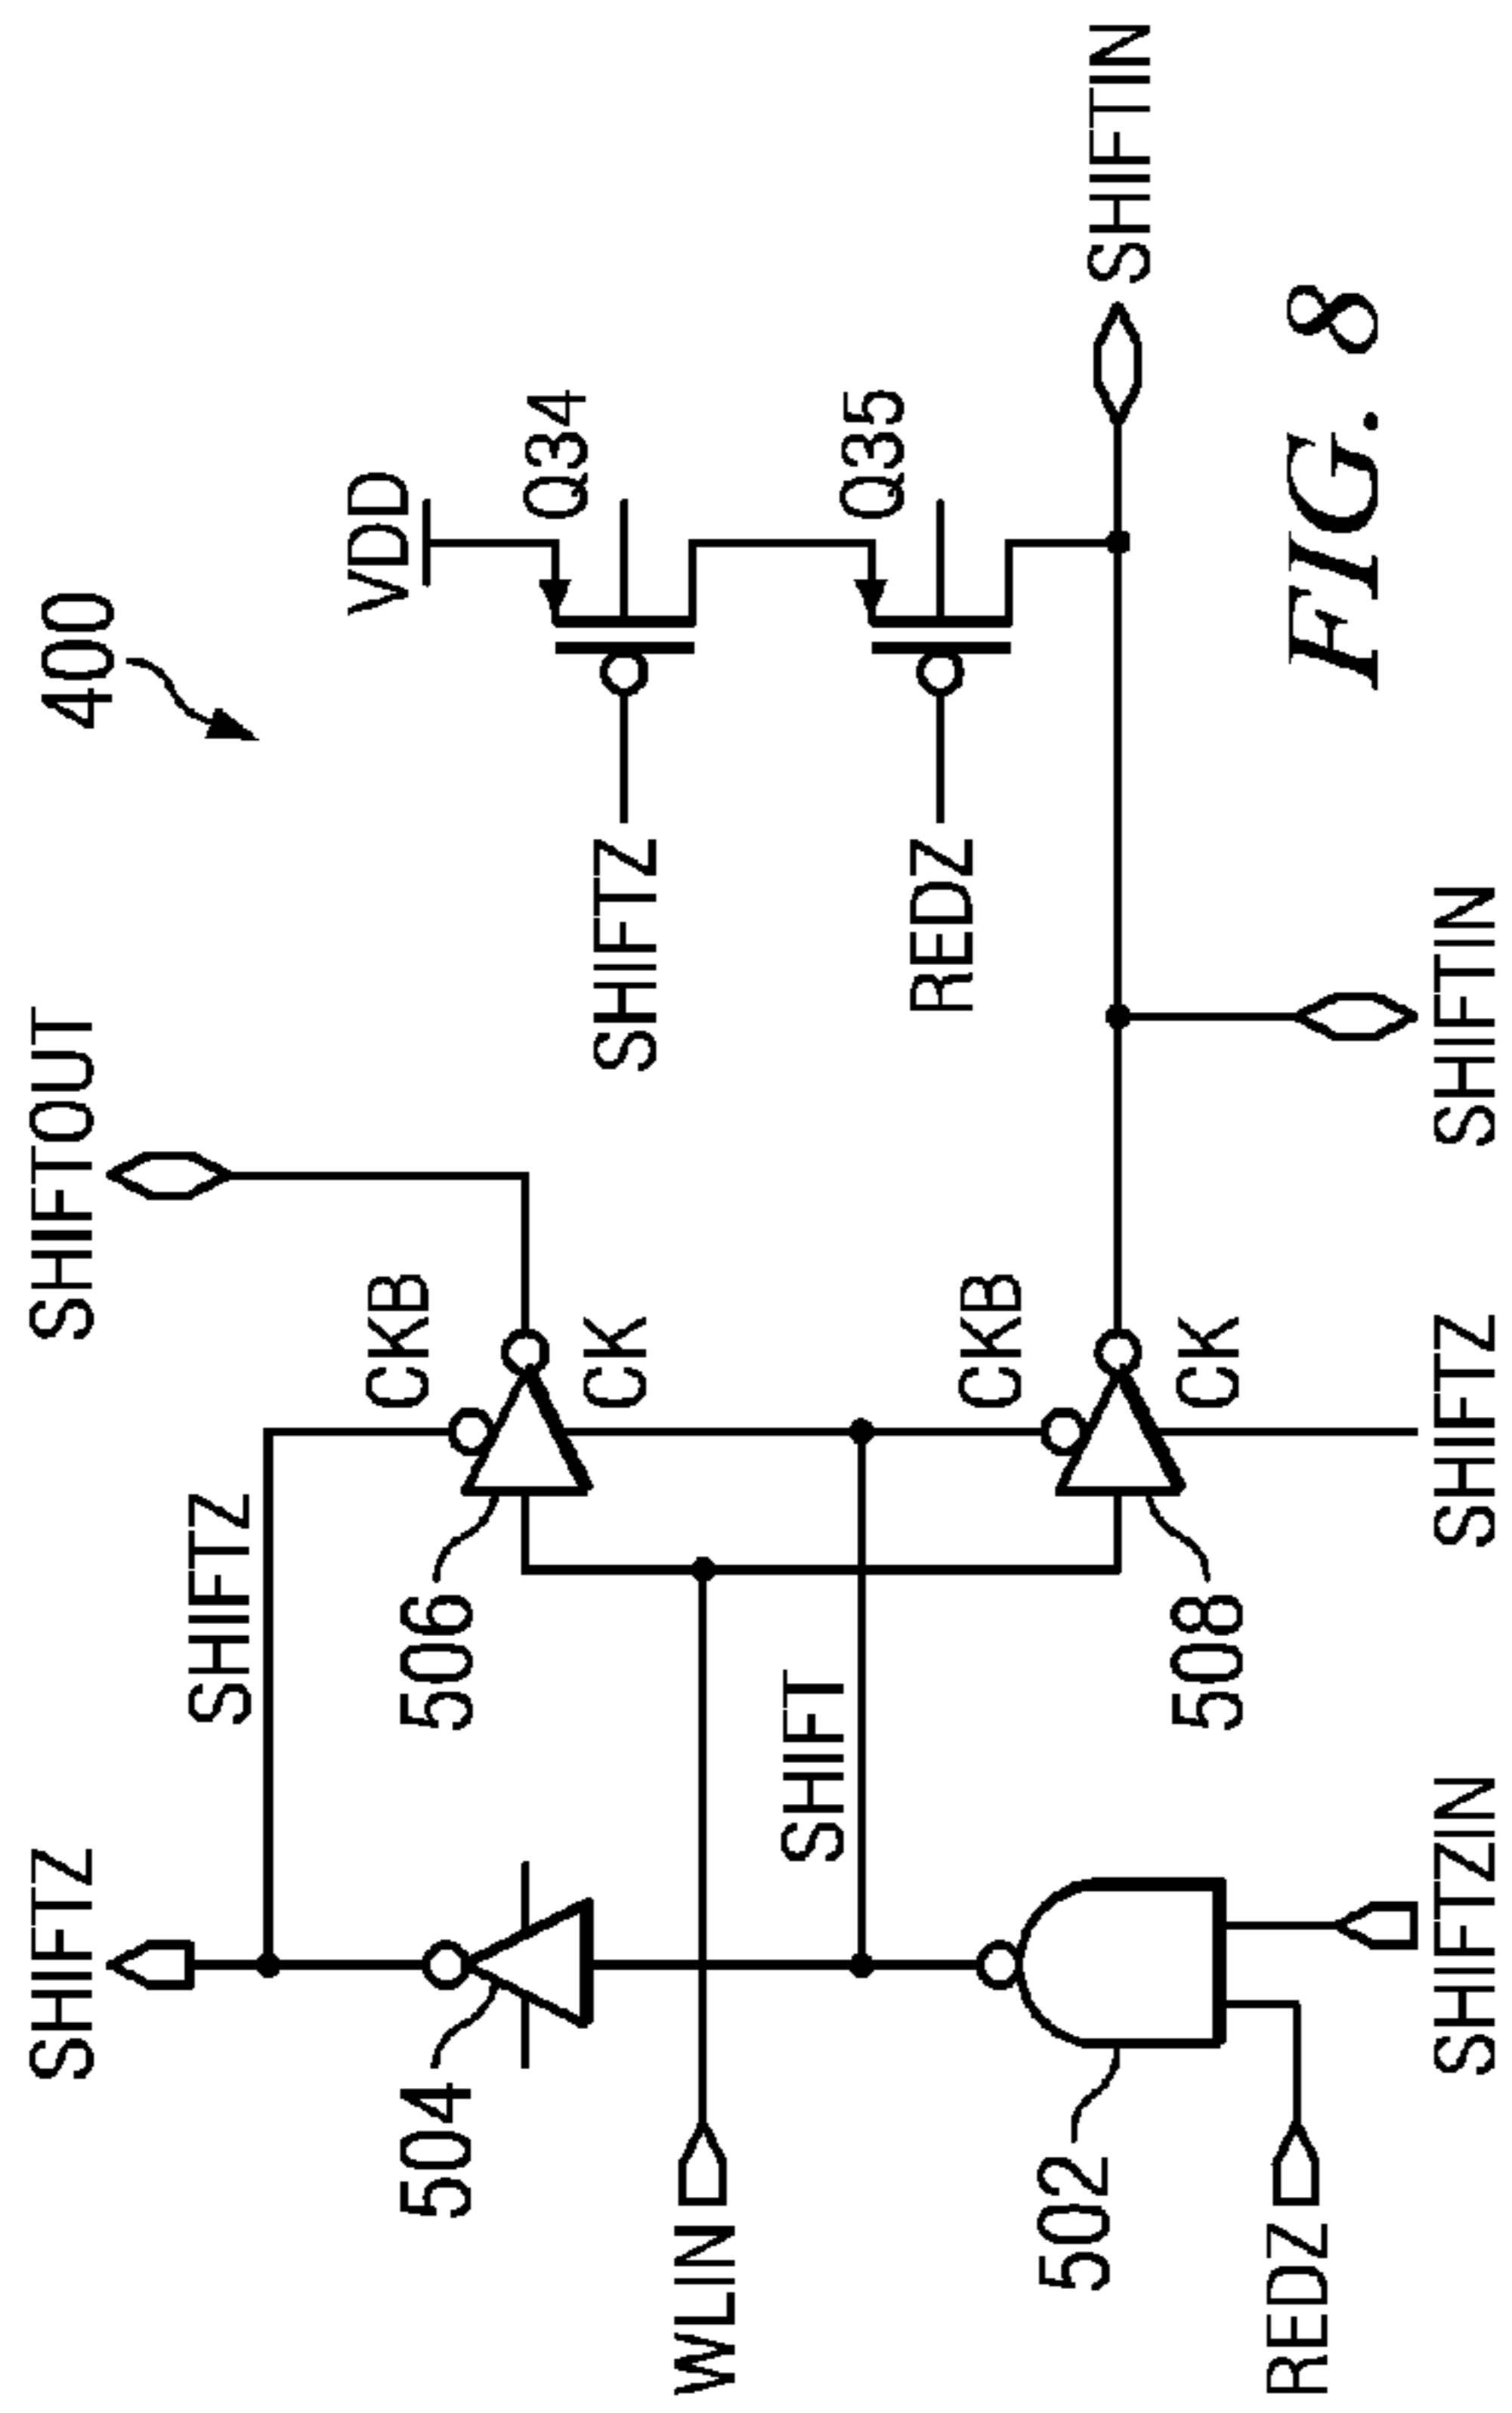 400
SHIFTZ
SHIFTOUT
SHIFTZ
VDD
504
506
CKB
Q34
CK
SHIFTZ
WLIN
SHIFT
Q35
REDZ
502
CKB
508
CK
SHIFTIN
REDZ
SHIFTZIN
SHIFTZ
SHIFTIN
FIG. 8